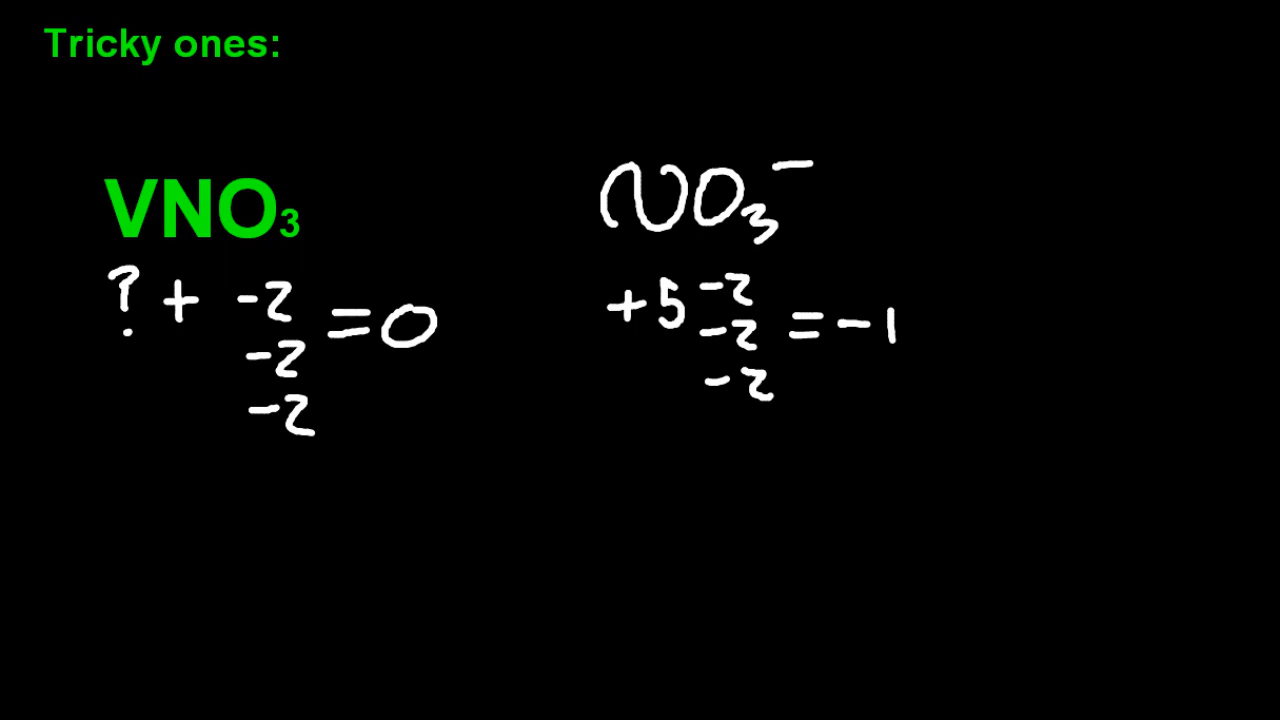 Tricky ones:
VNO₃
NO₃⁻
? + -2 = 0
-2
-2
+5 -2 = -1
-2
-2